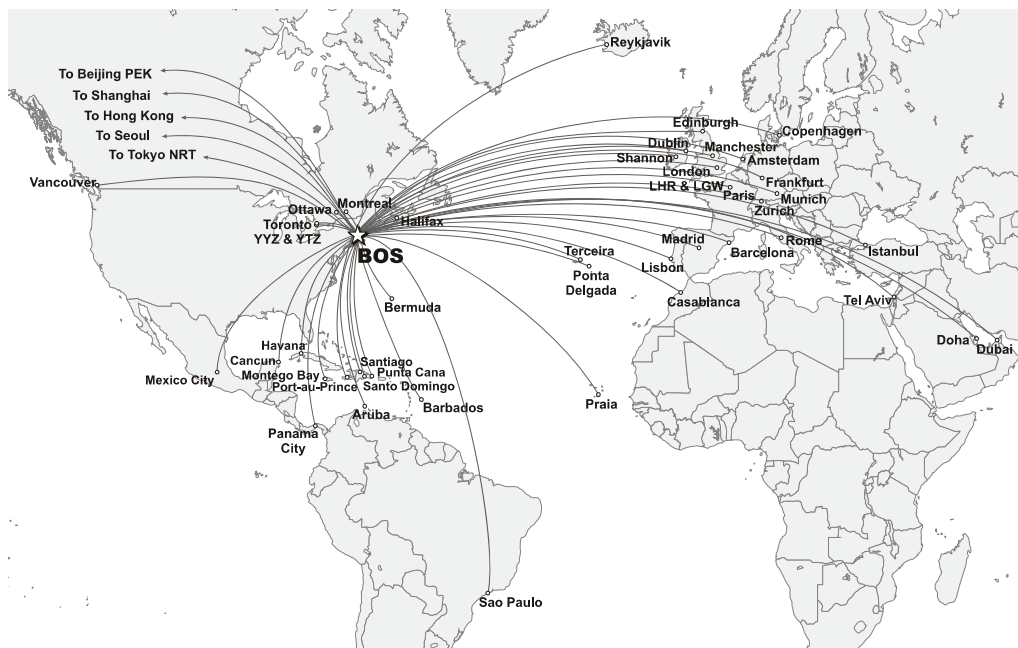 Reykjavik
To Beijing PEK
To Shanghai
To Hong Kong
To Seoul
To Tokyo NRT
Vancouver
Edinburgh
Copenhagen
Dublin
Manchester
Shannon
Amsterdam
London
LHR & LGW
Frankfurt
Paris
Munich
Zurich
Ottawa
Montreal
Toronto
YYZ & YTZ
Halifax
BOS
Madrid
Rome
Barcelona
Istanbul
Lisbon
Terceira
Ponta
Delgada
Casablanca
Tel Aviv
Bermuda
Doha
Dubai
Havana
Cancun
Santiago
Mexico City
Montego Bay
Punta Cana
Port-au-Prince
Santo Domingo
Aruba
Barbados
Praia
Panama
City
Sao Paulo